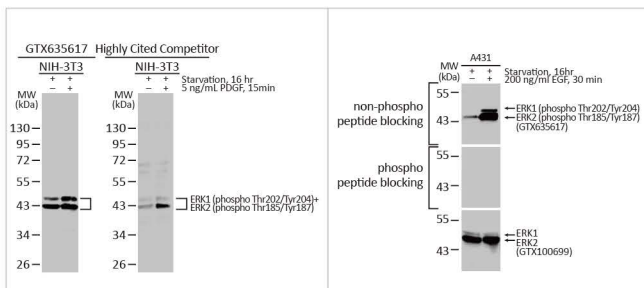 GTX635617 Highly Cited Competitor
NIH-3T3 NIH-3T3
+ + + + Starvation, 16 hr
− + − + 5 ng/mL PDGF, 15min
MW
(kDa)
130
95
72
55
43
34
26
MW
(kDa)
130
95
72
55
43
34
26
ERK1 (phospho Thr202/Tyr204)+
ERK2 (phospho Thr185/Tyr187)
A431
MW
(kDa)
+ + Starvation, 16hr
− + 200 ng/ml EGF, 30 min
non-phospho
peptide blocking
55
43
ERK1 (phospho Thr202/Tyr204)
ERK2 (phospho Thr185/Tyr187)
(GTX635617)
phospho
peptide blocking
55
43
55
43
ERK1
ERK2
(GTX100699)